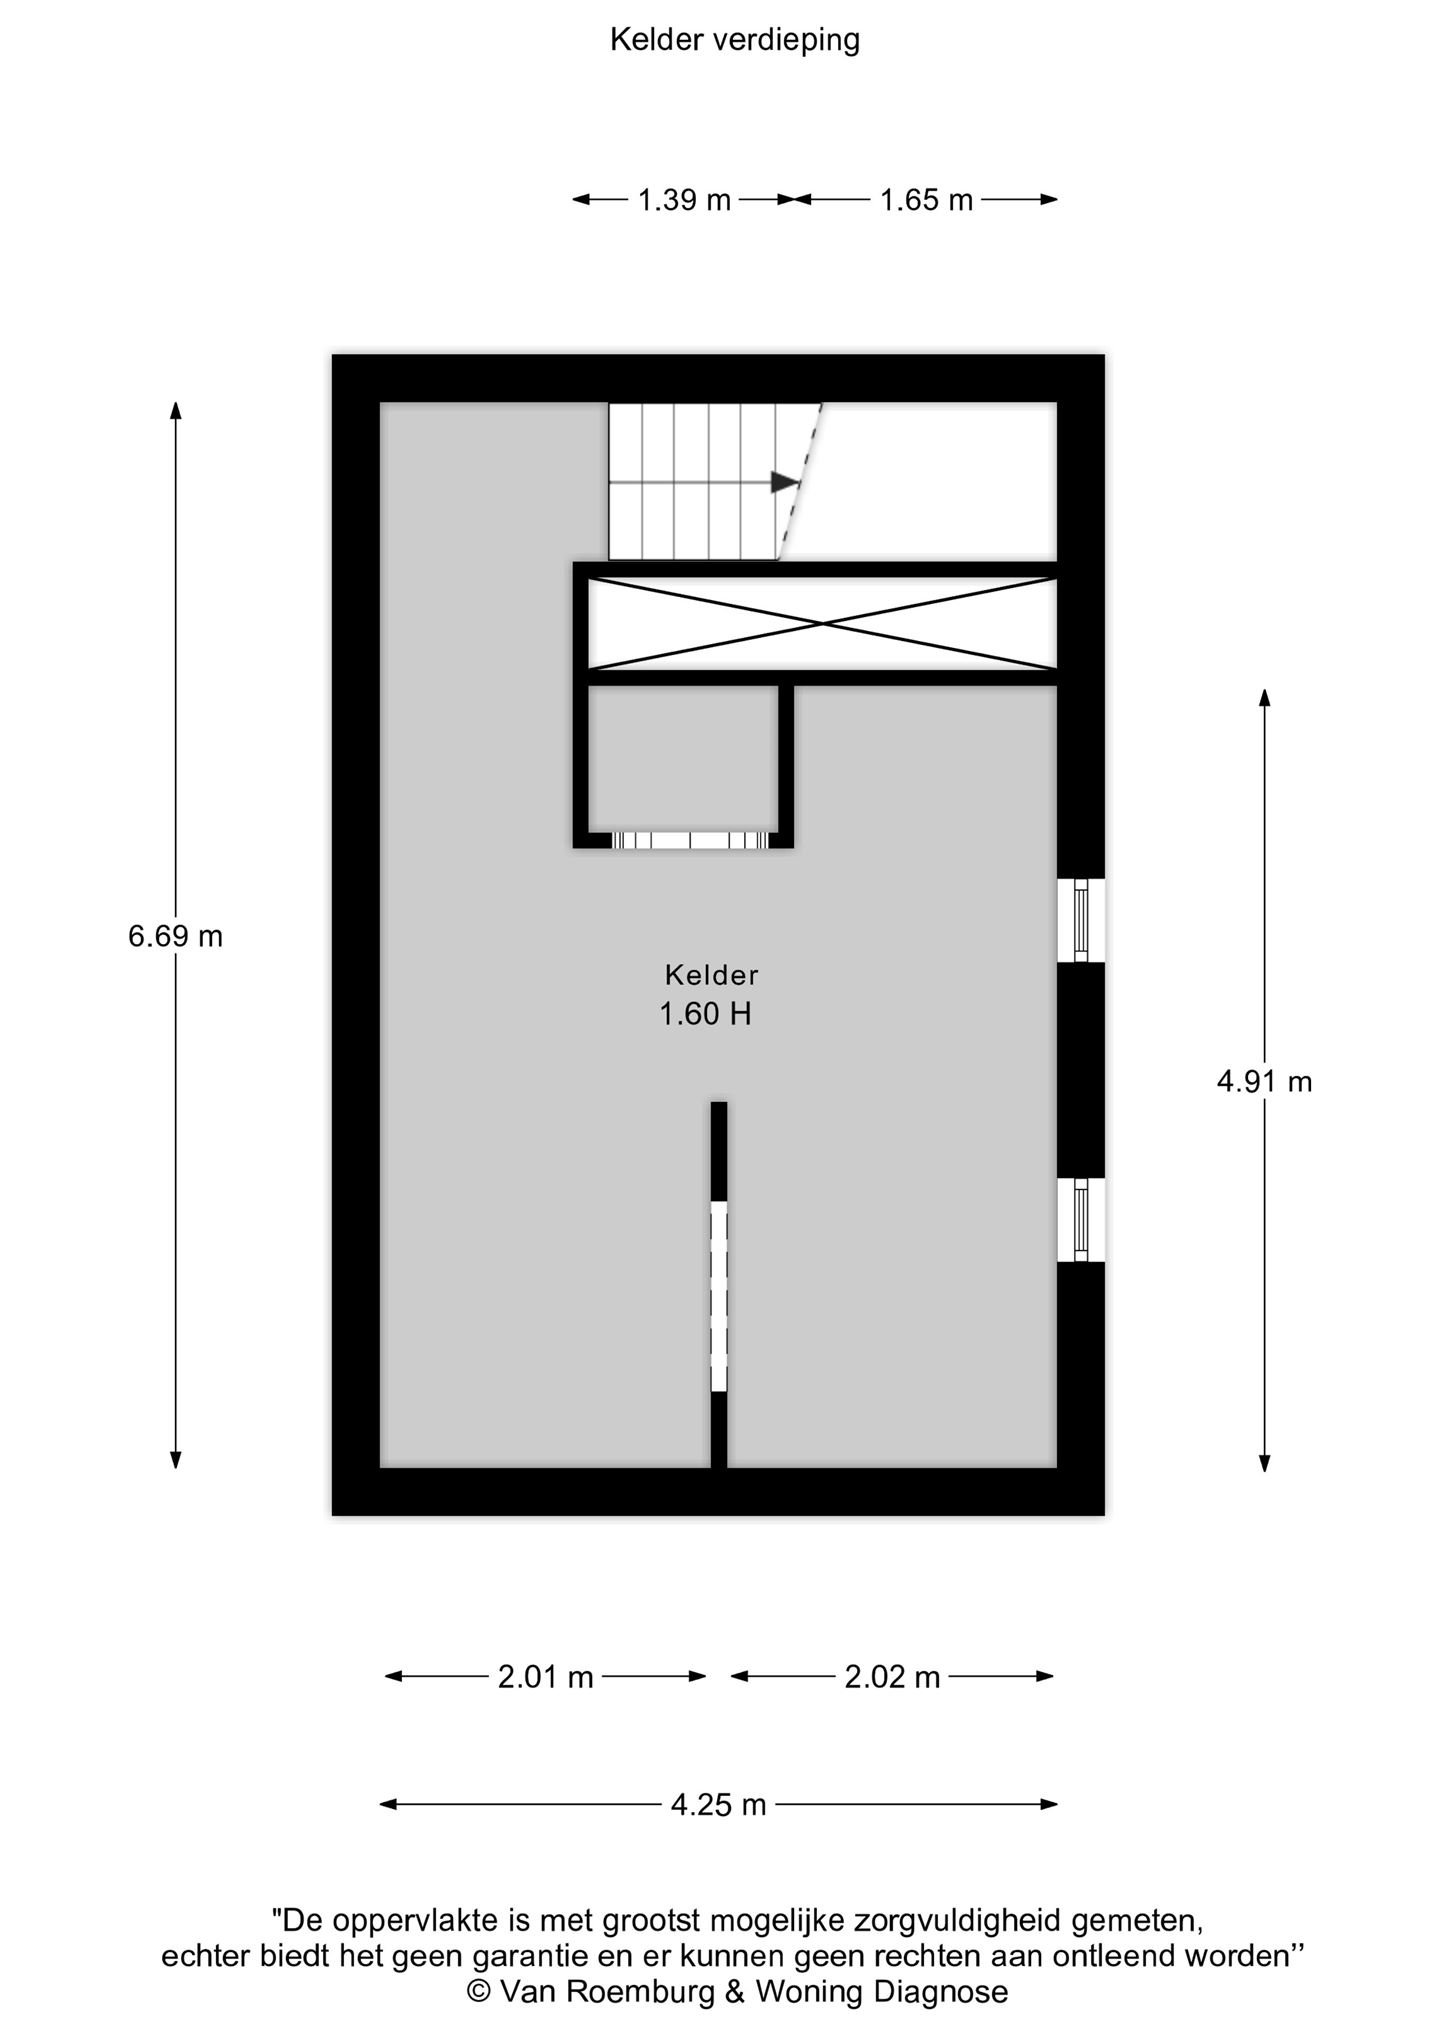 Kelder verdieping
1.39 m 1.65 m
6.69 m
Kelder
1.60 H
4.91 m
2.01 m 2.02 m
4.25 m
"De oppervlakte is met grootst mogelijke zorgvuldigheid gemeten,
echter biedt het geen garantie en er kunnen geen rechten aan ontleend worden’’
© Van Roemburg & Woning Diagnose